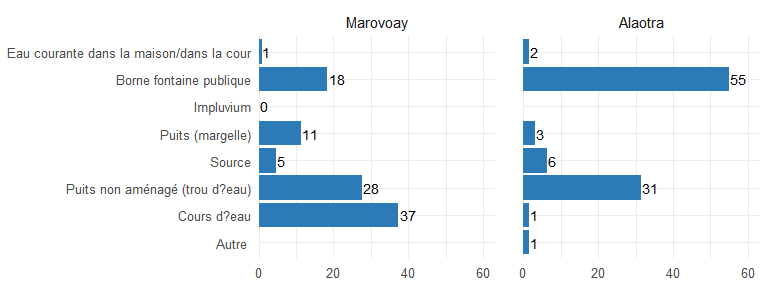 Marovoay Alaotra
Eau courante dans la maison/dans la cour 1 2
Borne fontaine publique 18 55
Impluvium 0
Puits (margelle) 11 3
Source 5 6
Puits non aménagé (trou d?eau) 28 31
Cours d?eau 37 1
Autre 1
0 20 40 60 0 20 40 60